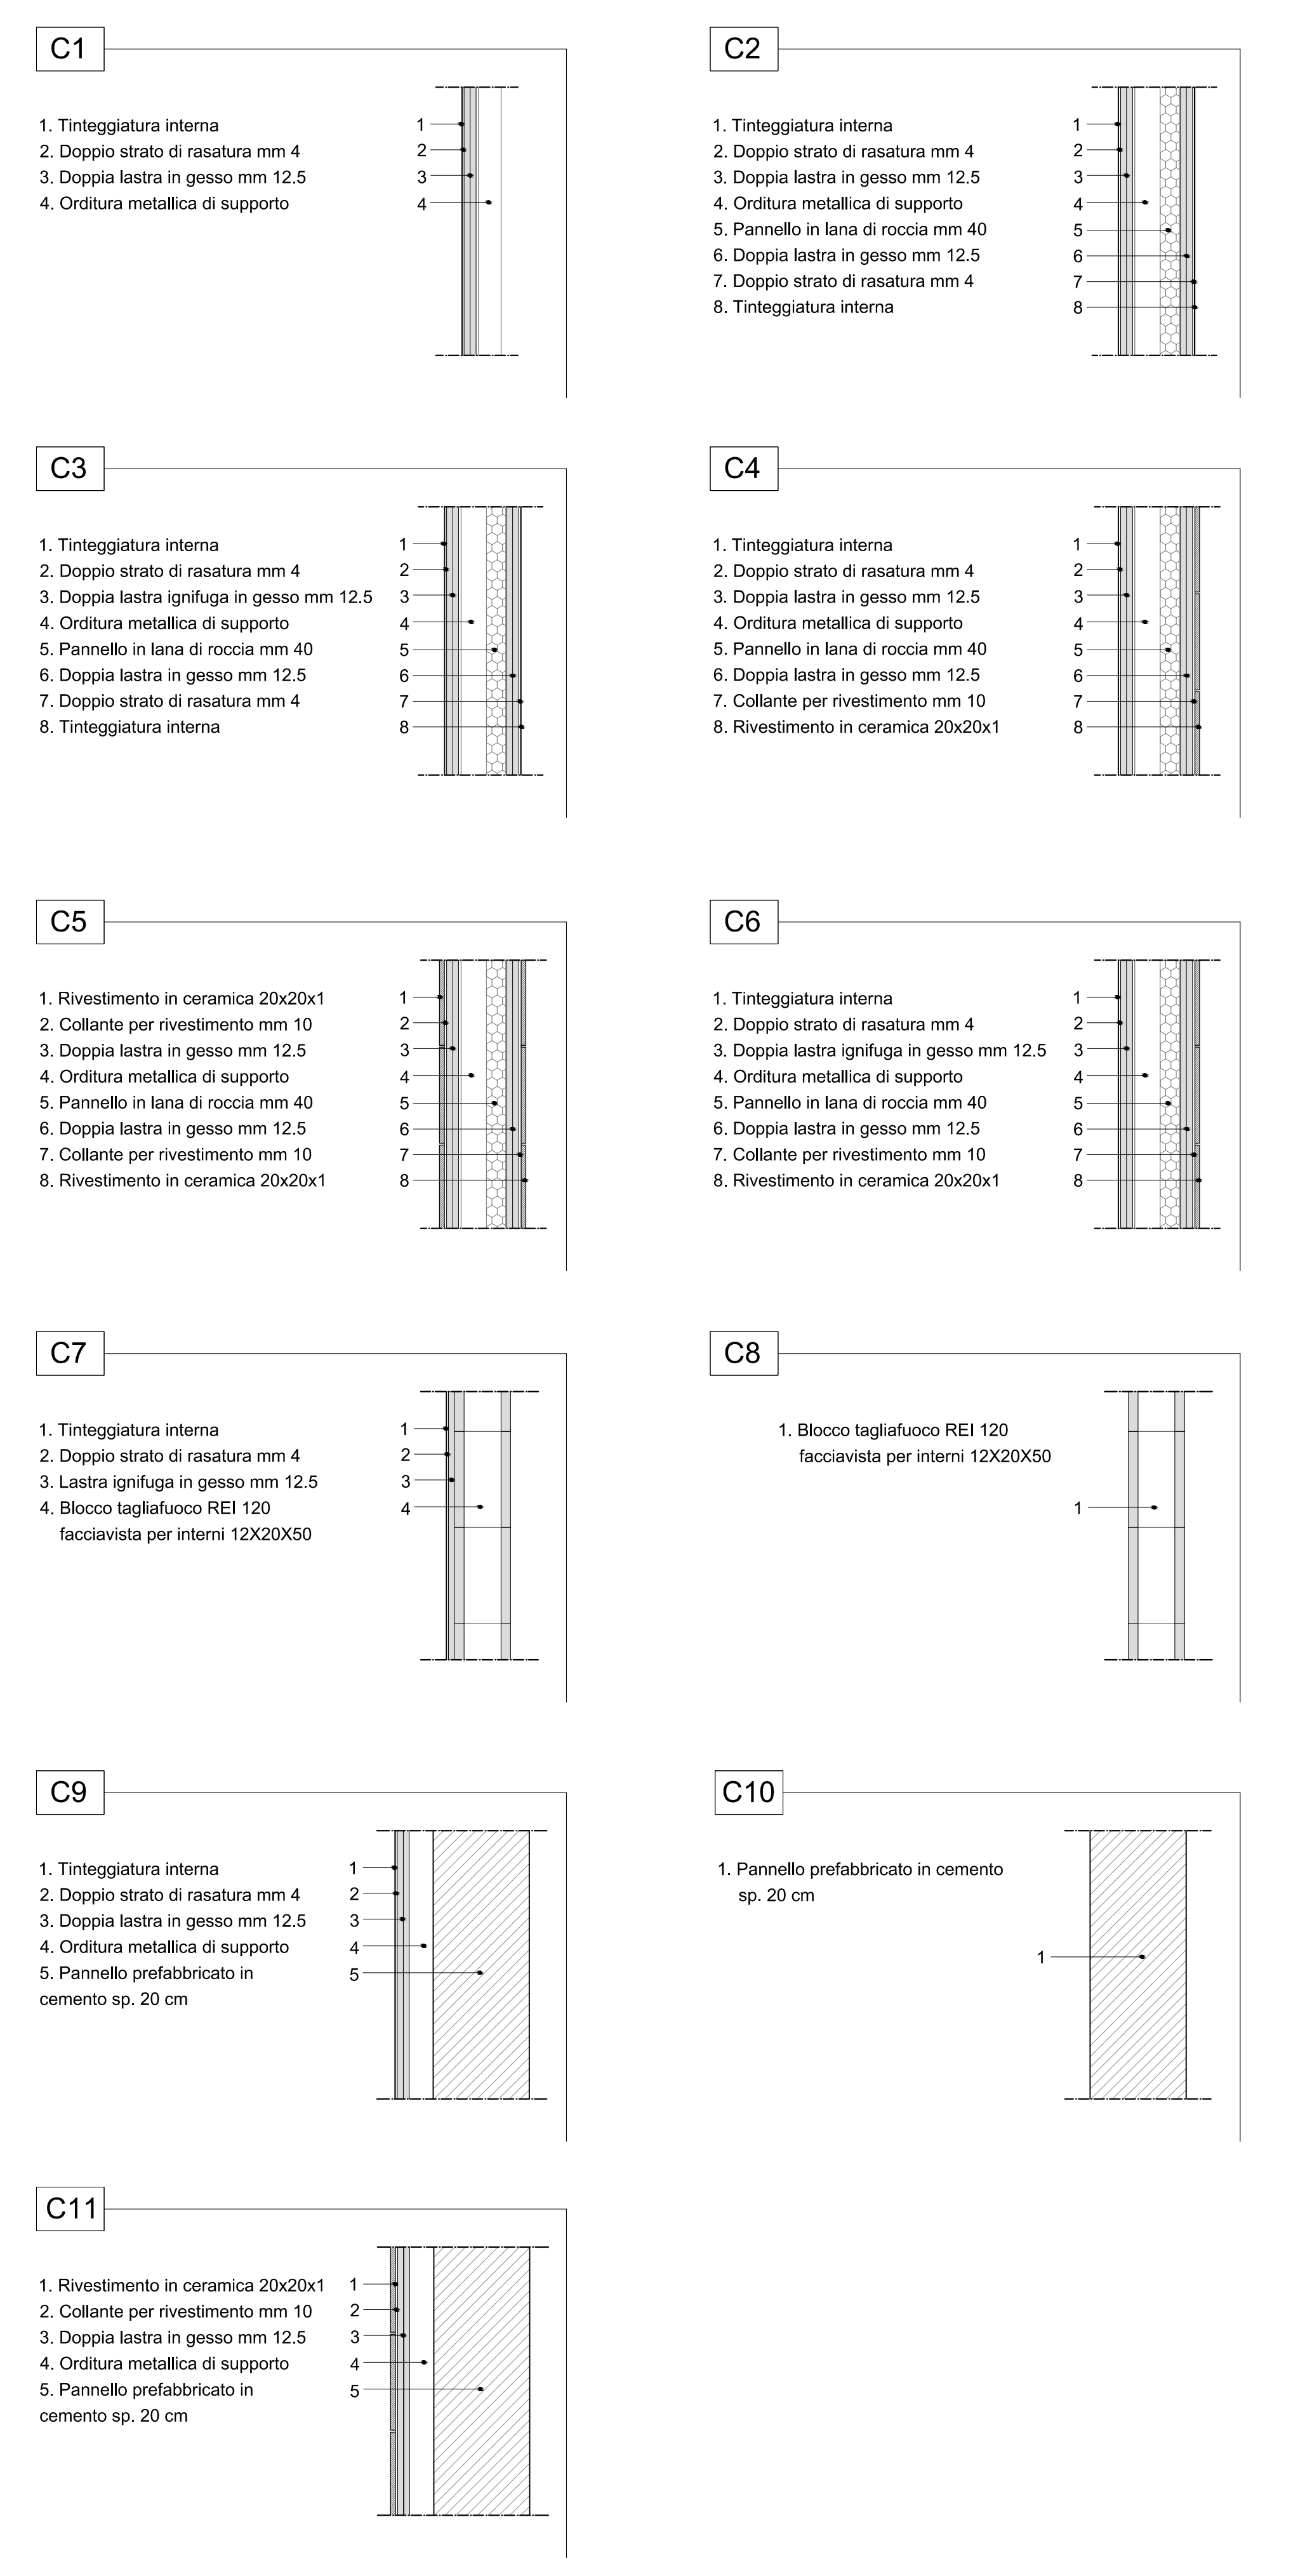 C1
1. Tinteggiatura interna
2. Doppio strato di rasatura mm 4
3. Doppia lastra in gesso mm 12.5
4. Orditura metallica di supporto
1
2
3
4
C2
1. Tinteggiatura interna
2. Doppio strato di rasatura mm 4
3. Doppia lastra in gesso mm 12.5
4. Orditura metallica di supporto
5. Pannello in lana di roccia mm 40
6. Doppia lastra in gesso mm 12.5
7. Doppio strato di rasatura mm 4
8. Tinteggiatura interna
1
2
3
4
5
6
7
8
C3
1. Tinteggiatura interna
2. Doppio strato di rasatura mm 4
3. Doppia lastra ignifuga in gesso mm 12.5
4. Orditura metallica di supporto
5. Pannello in lana di roccia mm 40
6. Doppia lastra in gesso mm 12.5
7. Doppio strato di rasatura mm 4
8. Tinteggiatura interna
1
2
3
4
5
6
7
8
C4
1. Tinteggiatura interna
2. Doppio strato di rasatura mm 4
3. Doppia lastra in gesso mm 12.5
4. Orditura metallica di supporto
5. Pannello in lana di roccia mm 40
6. Doppia lastra in gesso mm 12.5
7. Collante per rivestimento mm 10
8. Rivestimento in ceramica 20x20x1
1
2
3
4
5
6
7
8
C5
1. Rivestimento in ceramica 20x20x1
2. Collante per rivestimento mm 10
3. Doppia lastra in gesso mm 12.5
4. Orditura metallica di supporto
5. Pannello in lana di roccia mm 40
6. Doppia lastra in gesso mm 12.5
7. Collante per rivestimento mm 10
8. Rivestimento in ceramica 20x20x1
1
2
3
4
5
6
7
8
C6
1. Tinteggiatura interna
2. Doppio strato di rasatura mm 4
3. Doppia lastra ignifuga in gesso mm 12.5
4. Orditura metallica di supporto
5. Pannello in lana di roccia mm 40
6. Doppia lastra in gesso mm 12.5
7. Collante per rivestimento mm 10
8. Rivestimento in ceramica 20x20x1
1
2
3
4
5
6
7
8
C7
1. Tinteggiatura interna
2. Doppio strato di rasatura mm 4
3. Lastra ignifuga in gesso mm 12.5
4. Blocco tagliafuoco REI 120
facciavista per interni 12X20X50
1
2
3
4
C8
1. Blocco tagliafuoco REI 120
facciavista per interni 12X20X50
1
C9
1. Tinteggiatura interna
2. Doppio strato di rasatura mm 4
3. Doppia lastra in gesso mm 12.5
4. Orditura metallica di supporto
5. Pannello prefabbricato in
cemento sp. 20 cm
1
2
3
4
5
C10
1. Pannello prefabbricato in cemento
sp. 20 cm
1
C11
1. Rivestimento in ceramica 20x20x1
2. Collante per rivestimento mm 10
3. Doppia lastra in gesso mm 12.5
4. Orditura metallica di supporto
5. Pannello prefabbricato in
cemento sp. 20 cm
1
2
3
4
5